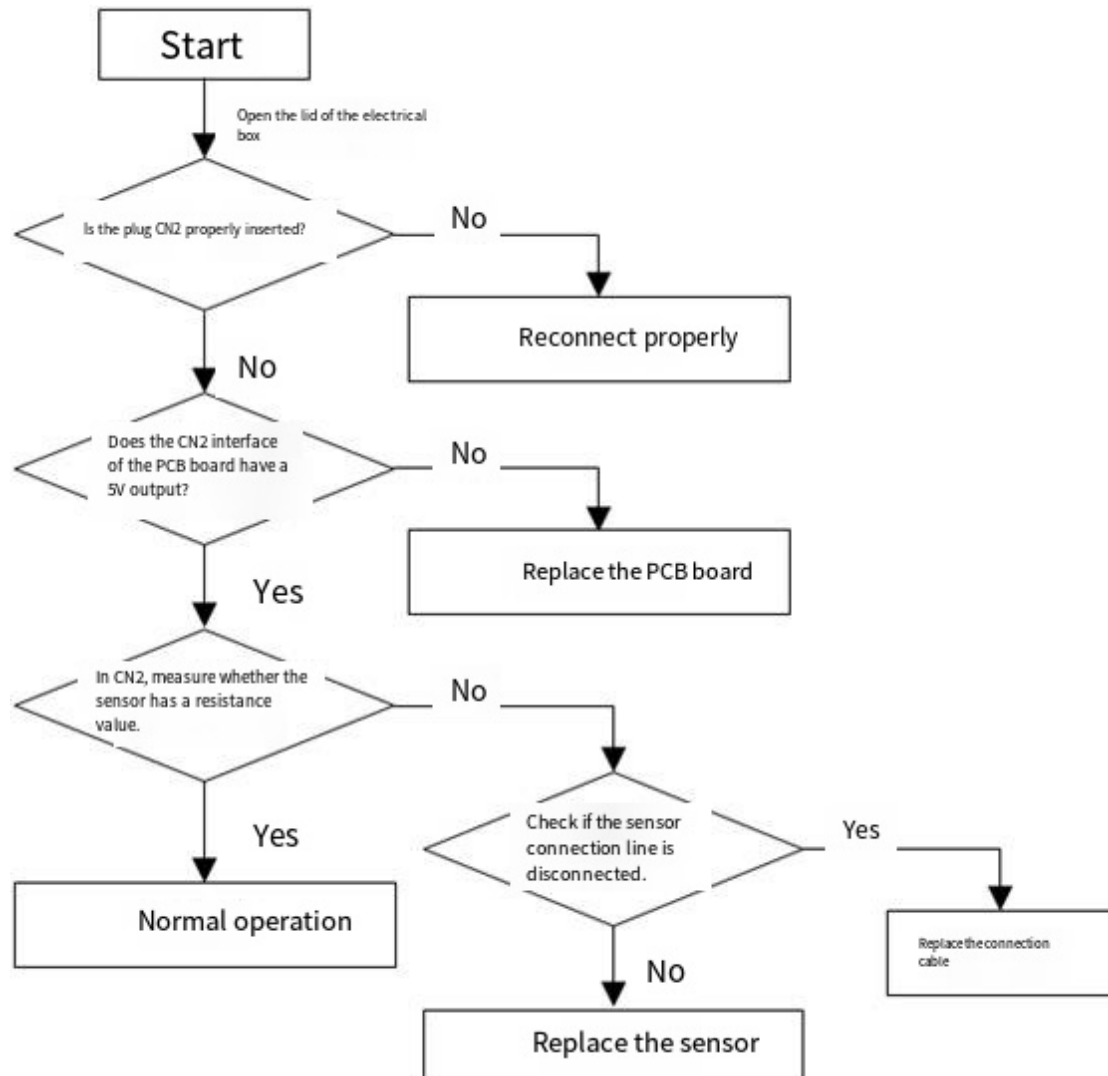 Start
Open the lid of the electrical
box
Is the plug CN2 properly inserted?
No
Reconnect properly
No
Does the CN2 interface
of the PCB board have a
5V output?
No
Replace the PCB board
Yes
In CN2, measure whether the
sensor has a resistance
value.
No
Check if the sensor
connection line is
disconnected.
Yes
Yes
Normal operation
Replace the connection
cable
No
Replace the sensor